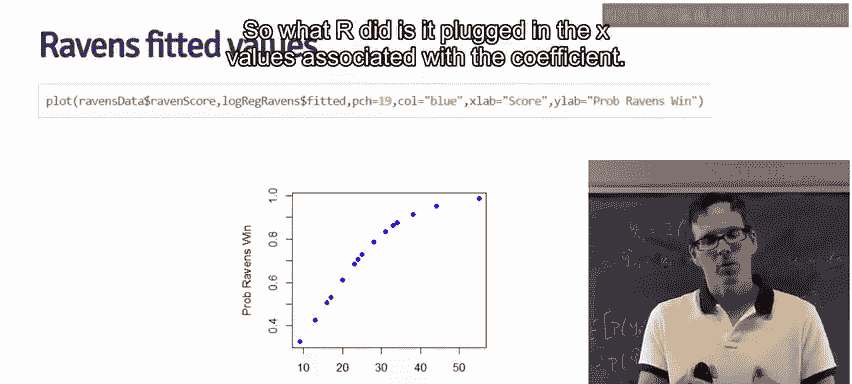 So what R did is it plugged in the x
values associated with the coefficient.
Ravens fitted values
plot(ravensData$ravenScore,logRegRavens$fitted,pch=19,col="blue",xlab="Score",ylab="Prob Ravens Win")
Prob Ravens Win
1.0
0.8
0.6
0.4
10 20 30 40 50